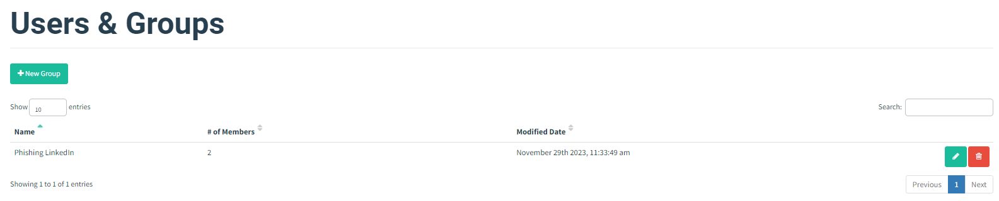 Users & Groups
New Group
Show 10 entries
Search:
Name # of Members Modified Date
Phishing LinkedIn 2 November 29th 2023, 11:33:49 am
Showing 1 to 1 of 1 entries
Previous 1 Next